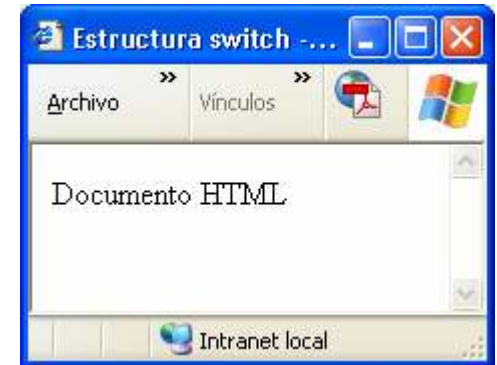 Estructura switch -...
Archivo » Vínculos »
Documento HTML
Intranet local